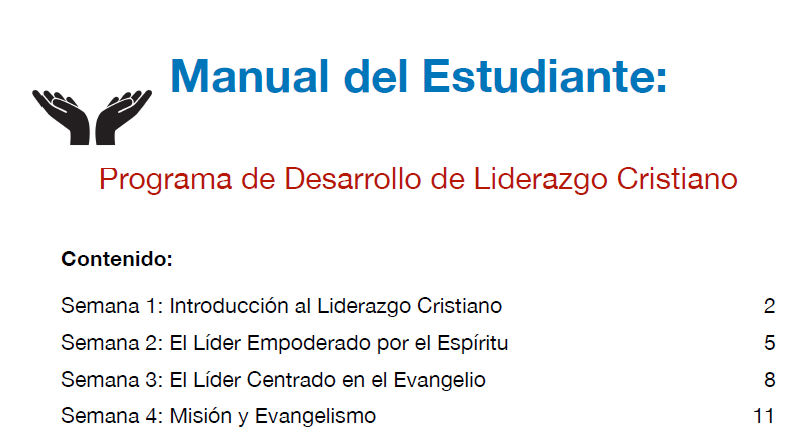 Manual del Estudiante:
Programa de Desarrollo de Liderazgo Cristiano
Contenido:
Semana 1: Introducción al Liderazgo Cristiano 2
Semana 2: El Líder Empoderado por el Espíritu 5
Semana 3: El Líder Centrado en el Evangelio 8
Semana 4: Misión y Evangelismo 11